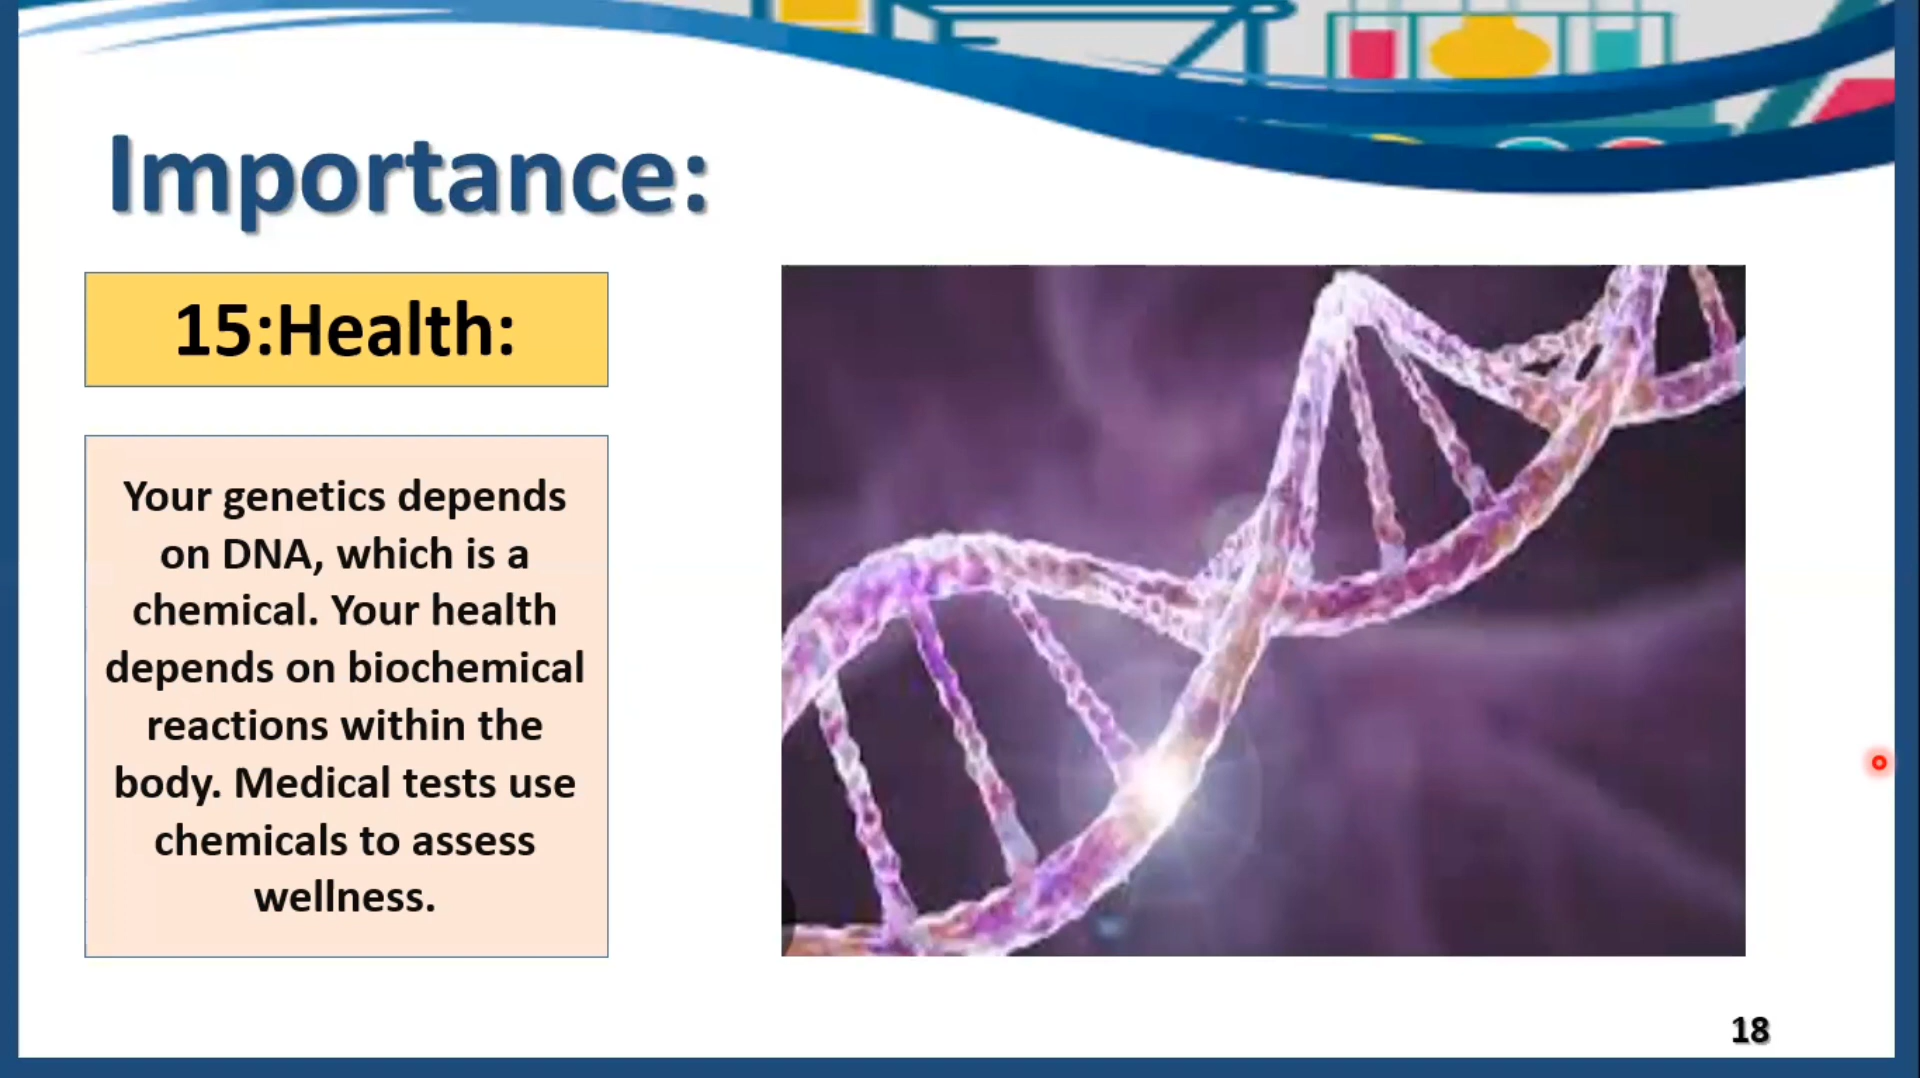 Importance:
15:Health:
Your genetics depends
on DNA, which is a
chemical. Your health
depends on biochemical
reactions within the
body. Medical tests use
chemicals to assess
wellness.
18